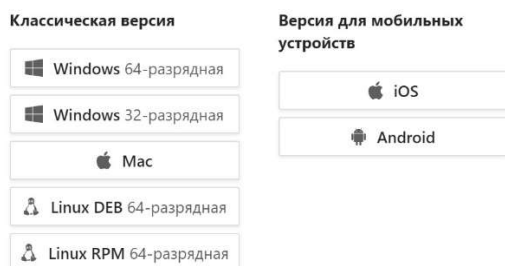 Классическая версия
Windows 64-разрядная
Windows 32-разрядная
Mac
Linux DEB 64-разрядная
Linux RPM 64-разрядная
Версия для мобильных
устройств
iOS
Android